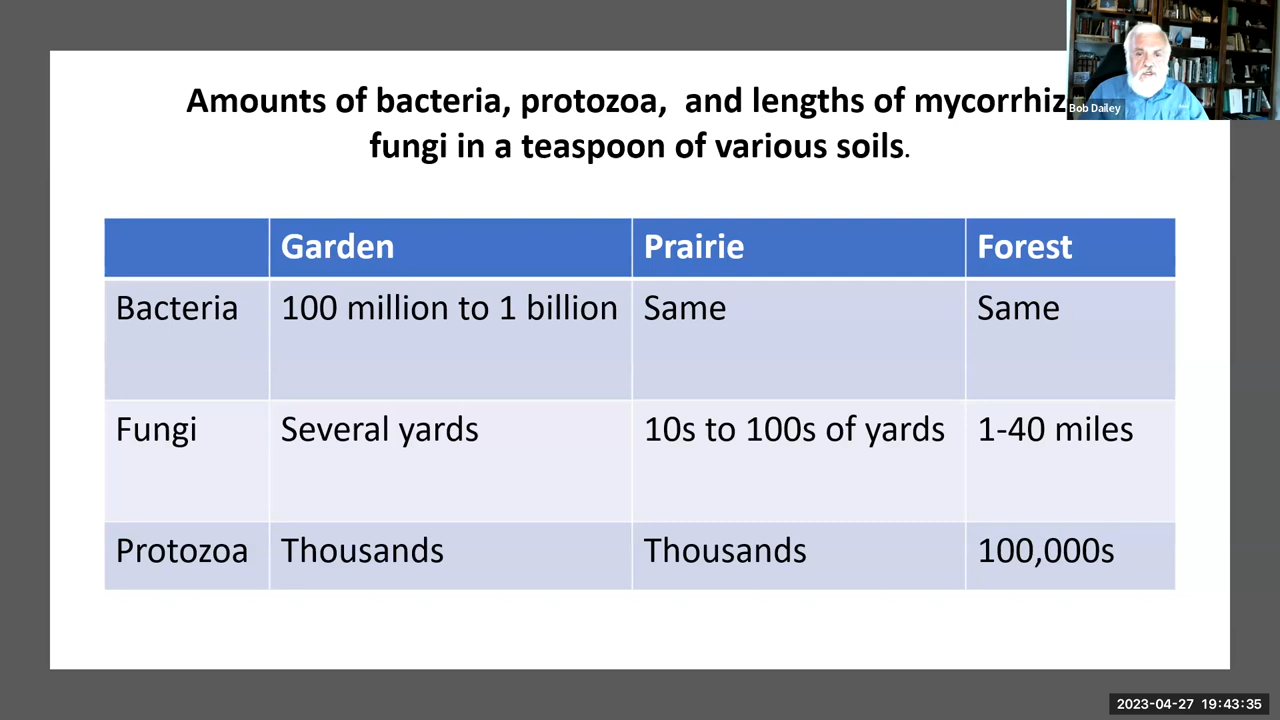 Amounts of bacteria, protozoa, and lengths of
fungi in a teaspoon of various soils.
Bob Dailey
Garden Prairie Forest
Bacteria 100 million to 1 billion Same Same
Fungi Several yards 10s to 100s of yards 1-40 miles
Protozoa Thousands Thousands 100,000s
2023-04-27 19:43:35